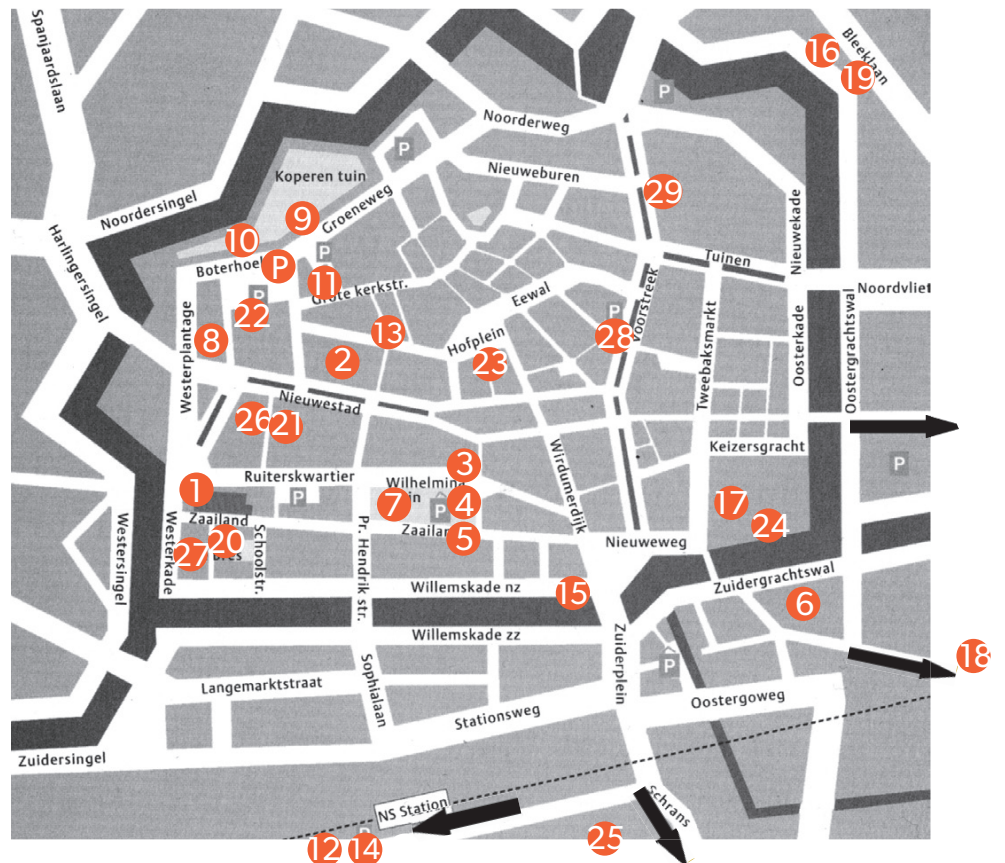 Spanjaardslaan
16
Bleeklaan
19
P
Noorderweg
P
Koperen tuin
Nieuweburen
29
Noordersingel
9
Groeneweg
Nieuwekade
Harlingersingel
10
P
P
Boterhoek
11
Tuinen
Grote kerkstr.
Eewal
Noordvliet
P
22
P
28
Voorstreek
13
8
Hofplein
Westerplantage
2
23
Tweebaksmarkt
Oosterkade
Oostergrachtswal
Nieuwestad
26
21
Keizersgracht
Wirdumerdijk
3
P
Ruiterskwartier
Wilhelmina
1
P
7
4
P
17
Zaailand
Zaailand
24
5
Westersingel
Westerkade
27
20
Schoolstr.
Pr. Hendrik str.
Nieuweweg
Willemskade nz
15
Zuidergrachtswal
6
Willemskade zz
Zuiderplein
18
P
Langemarktstraat
Sophialaan
Oostergoweg
Stationsweg
Zuidersingel
NS Station
Schrans
12
14
25